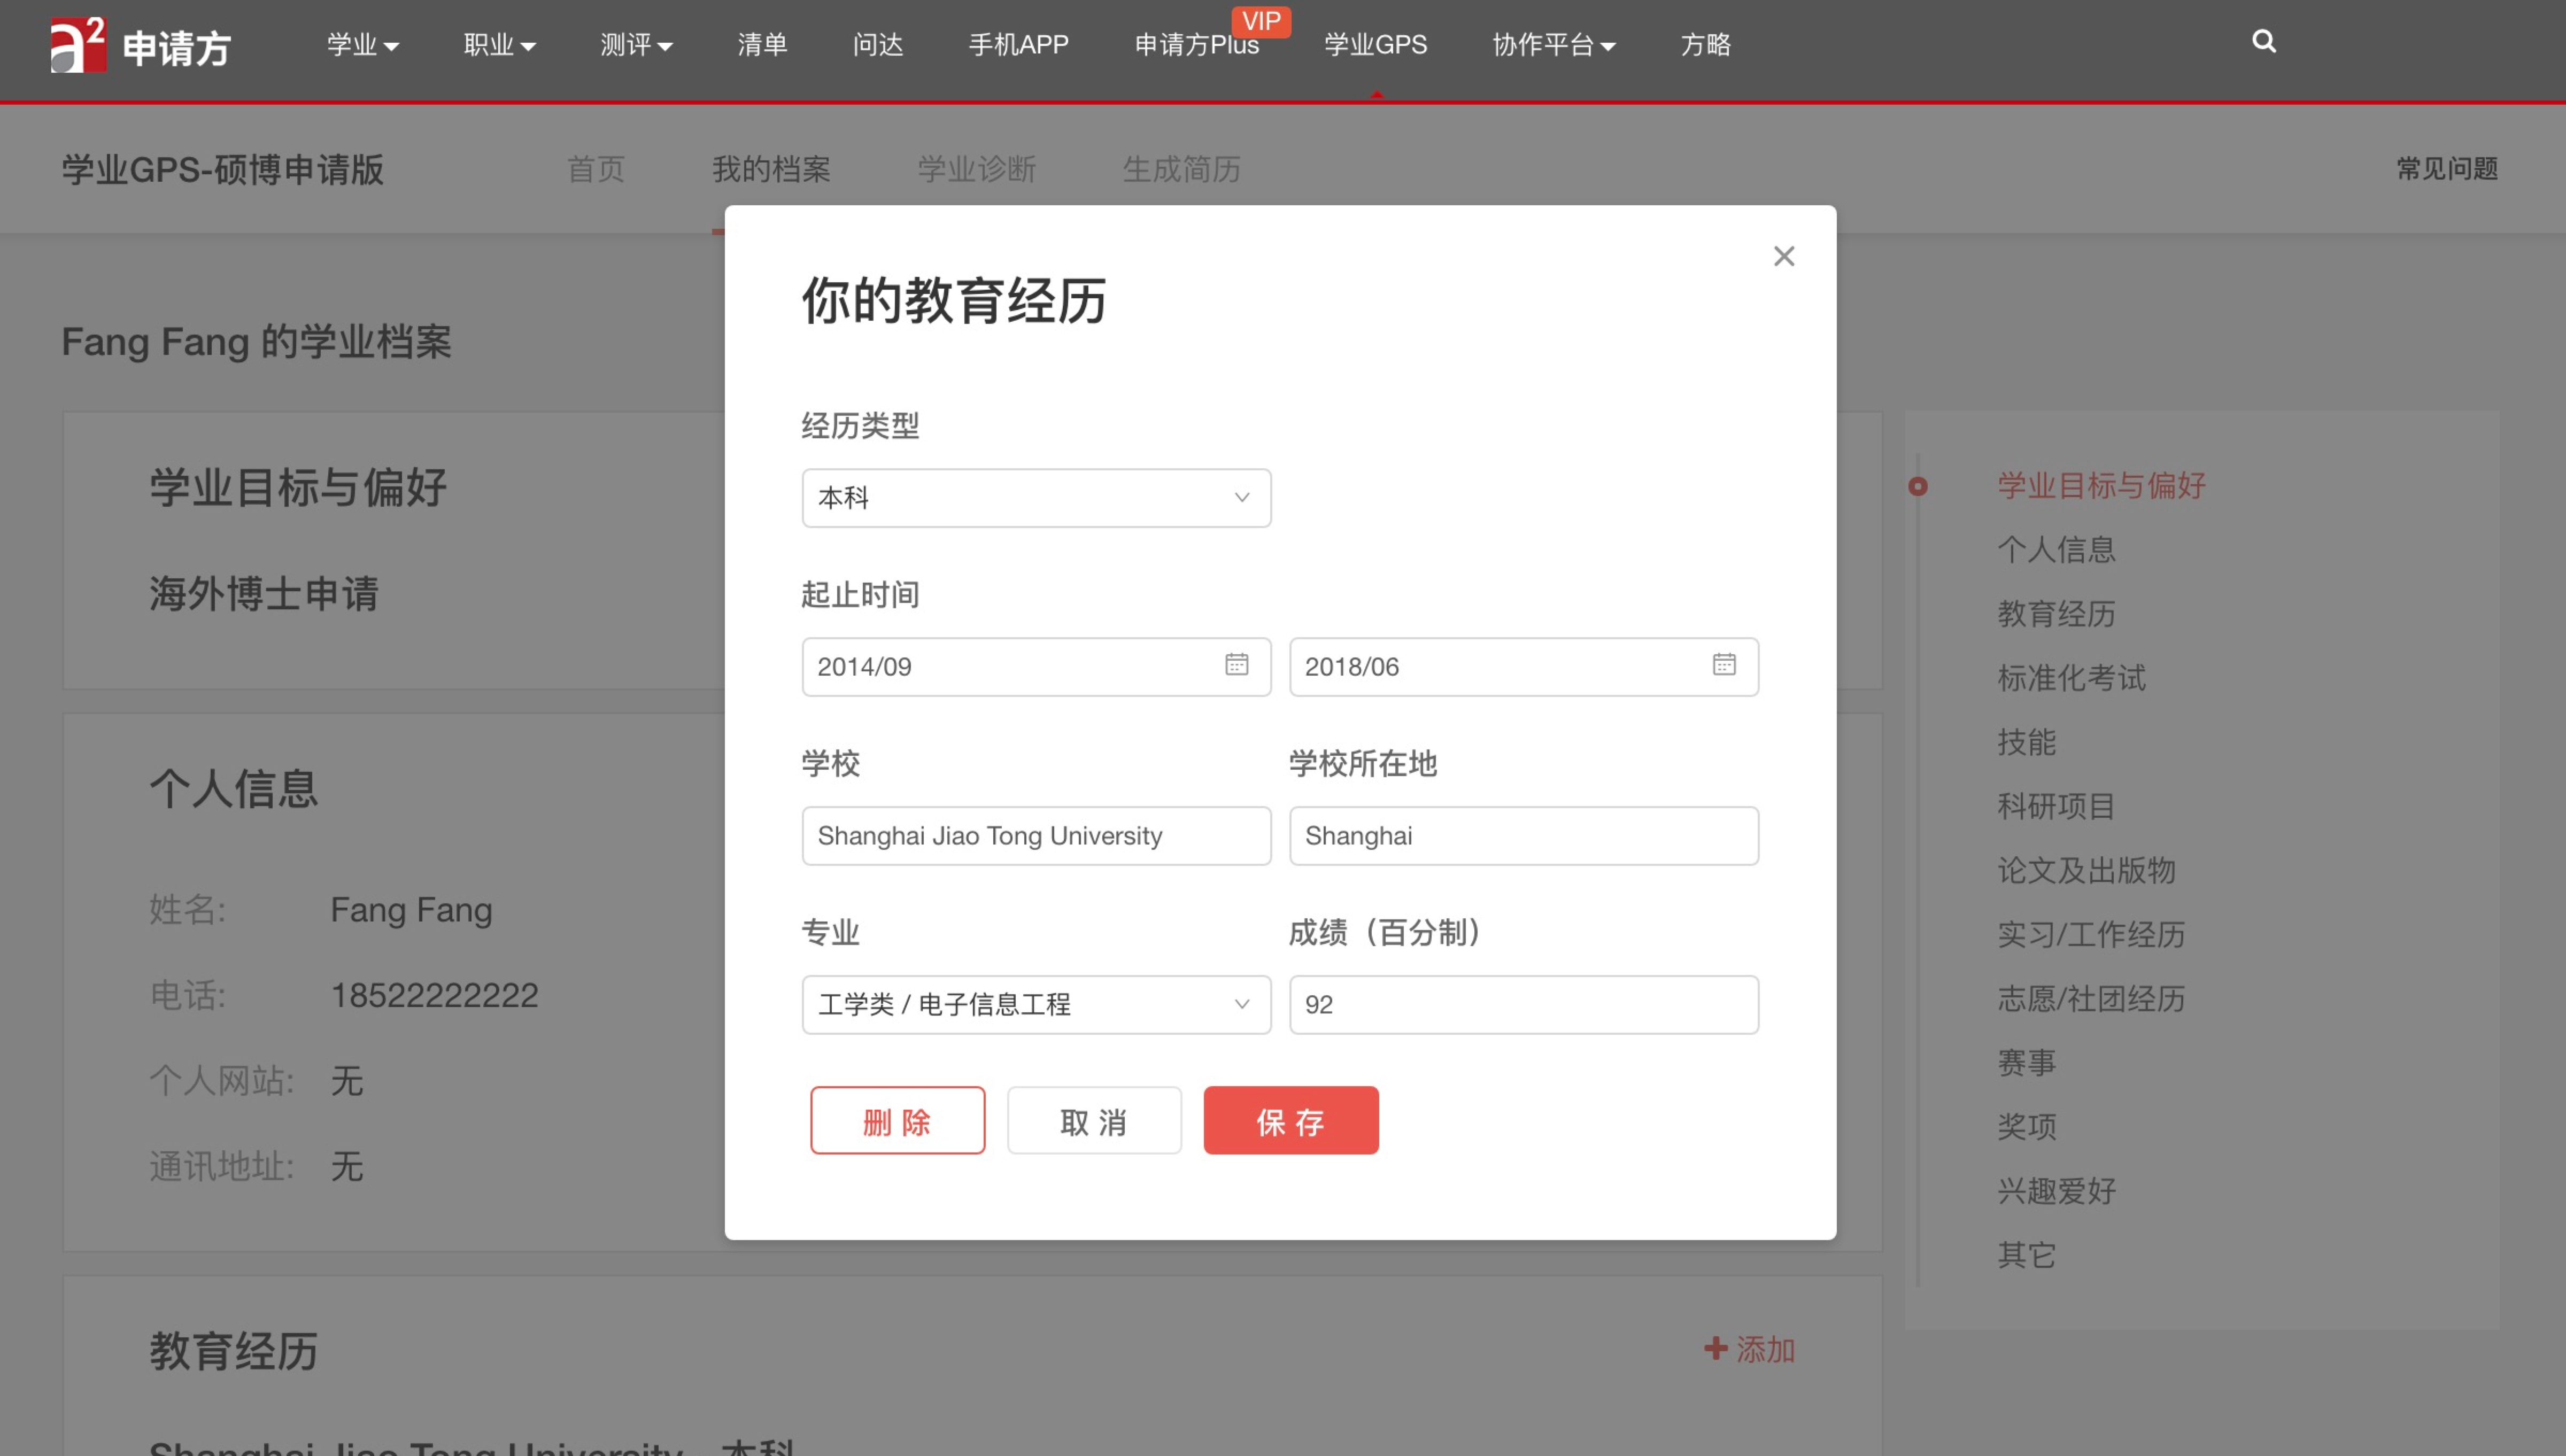 a2 申请方 学业 职业 测评 清单 问达 手机APP 申请方Plus VIP 学业GPS 协作平台 方略
学业GPS-硕博申请版 首页 我的档案 学业诊断 生成简历 常见问题
Fang Fang 的学业档案
学业目标与偏好
海外博士申请
个人信息
姓名: Fang Fang
电话: 18522222222
个人网站: 无
通讯地址: 无
教育经历 添加
Shanghai Jiao Tong University 本科
你的教育经历
经历类型
本科
起止时间
2014/09 2018/06
学校 学校所在地
Shanghai Jiao Tong University Shanghai
专业 成绩（百分制）
工学类 / 电子信息工程 92
删 除 取 消 保 存
学业目标与偏好
个人信息
教育经历
标准化考试
技能
科研项目
论文及出版物
实习/工作经历
志愿/社团经历
赛事
奖项
兴趣爱好
其它